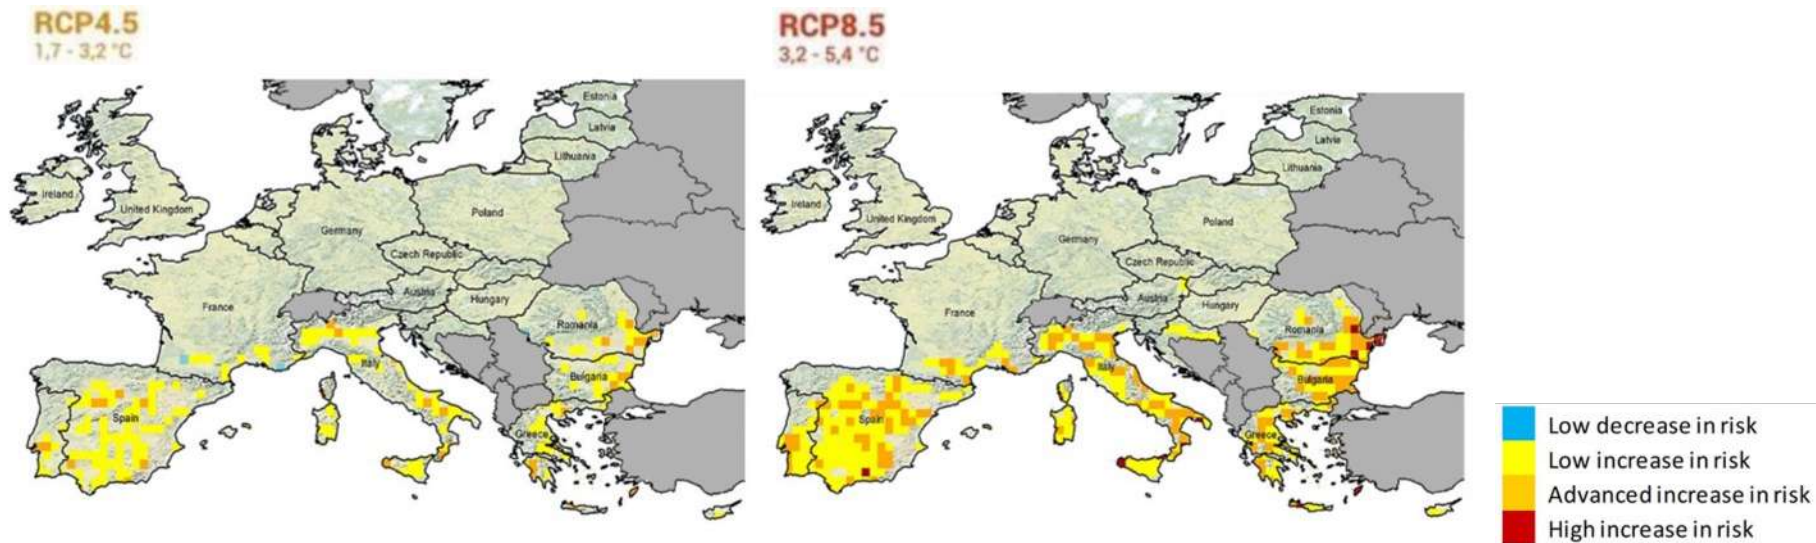 RCP4.5
1,7 - 3,2 °C
Estonia
Latvia
Lithuania
Ireland
United Kingdom
Poland
Germany
Czech Republic
Austria
Hungary
France
Romania
Italy
Bulgaria
Spain
Greece
RCP8.5
3,2 - 5,4 °C
Estonia
Latvia
Lithuania
Ireland
United Kingdom
Poland
Germany
Czech Republic
Austria
Hungary
France
Romania
Italy
Bulgaria
Spain
Greece
Low decrease in risk
Low increase in risk
Advanced increase in risk
High increase in risk